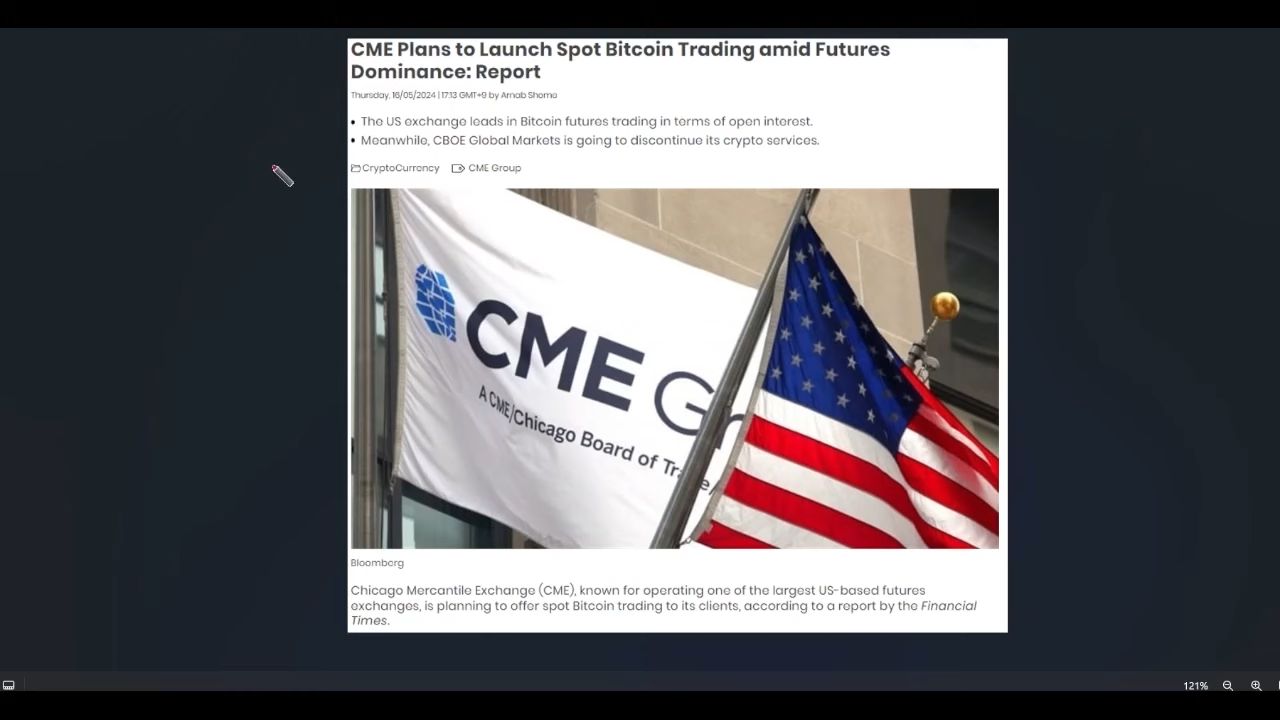 CME Plans to Launch Spot Bitcoin Trading amid Futures
Dominance: Report
Thursday, 16/05/2024 | 17:13 GMT+9 by Arnab Shome
• The US exchange leads in Bitcoin futures trading in terms of open interest.
• Meanwhile, CBOE Global Markets is going to discontinue its crypto services.
CryptoCurrency CME Group
CME Gr
A CME/Chicago Board of Trade/
Bloomberg
Chicago Mercantile Exchange (CME), known for operating one of the largest US-based futures
exchanges, is planning to offer spot Bitcoin trading to its clients, according to a report by the Financial
Times.
121%